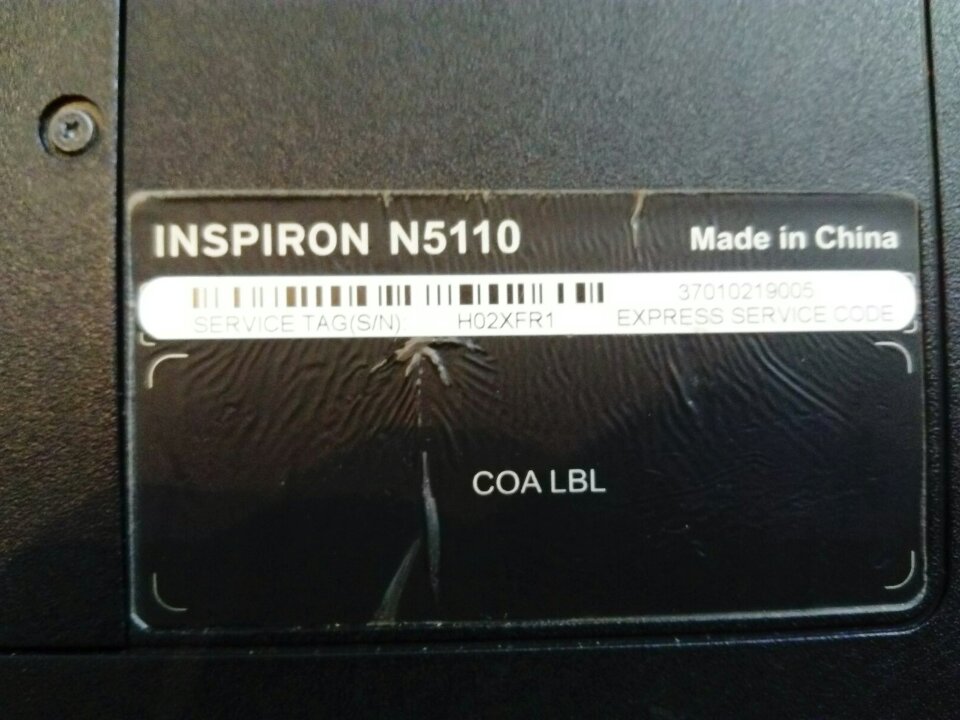 INSPIRON N5110 Made in China
37010219005
SERVICE TAG(S/N) H02XFR1 EXPRESS SERVICE CODE
COA LBL